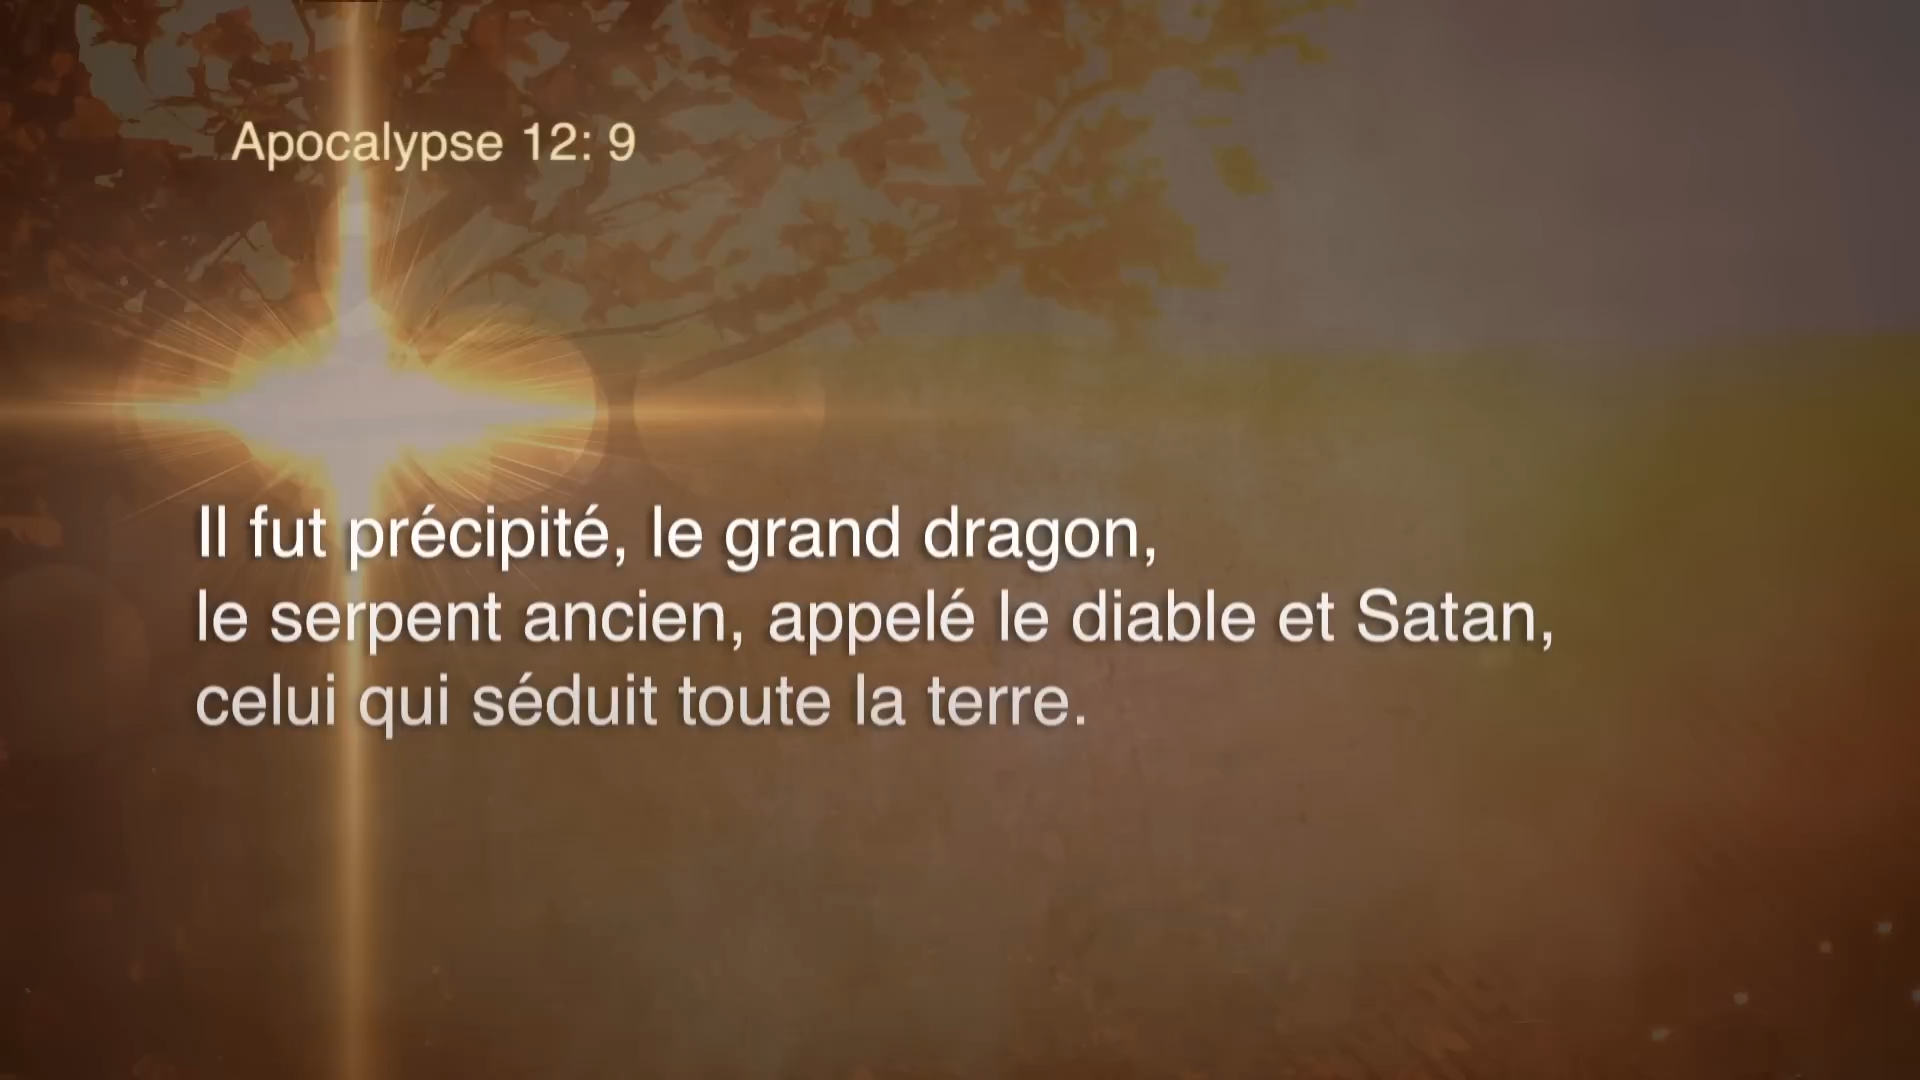 Apocalypse 12: 9
Il fut précipité, le grand dragon,
le serpent ancien, appelé le diable et Satan,
celui qui séduit toute la terre.